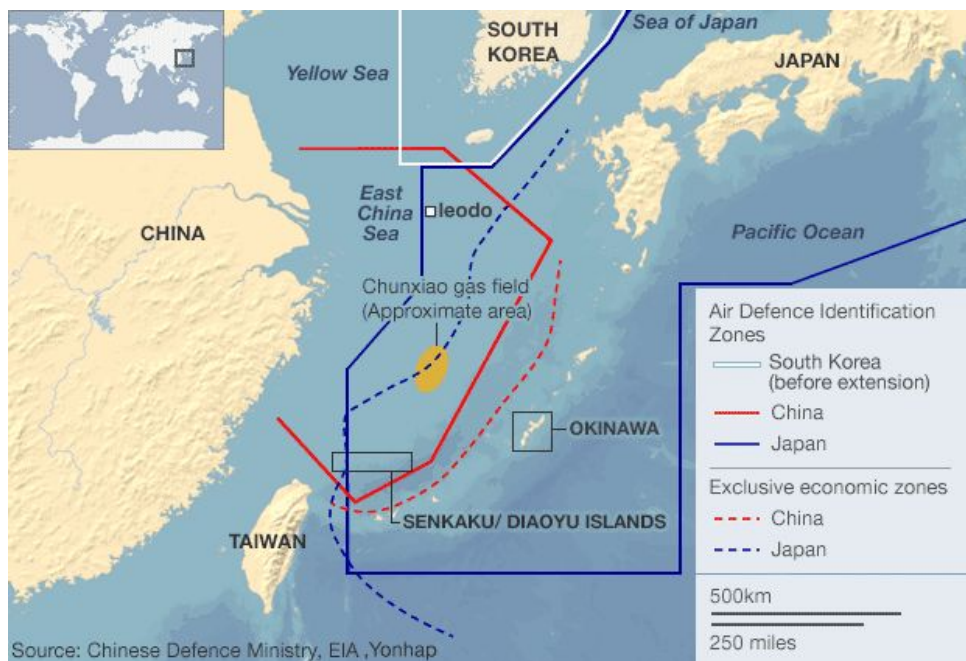 SOUTH
KOREA
Sea of Japan
Yellow Sea
JAPAN
East
China
Sea
leodo
CHINA
Pacific Ocean
Chunxiao gas field
(Approximate area)
OKINAWA
SENKAKU/ DIAOYU ISLANDS
TAIWAN
Air Defence Identification
Zones
South Korea
(before extension)
China
Japan
Exclusive economic zones
China
Japan
500km
250 miles
Source: Chinese Defence Ministry, EIA ,Yonhap